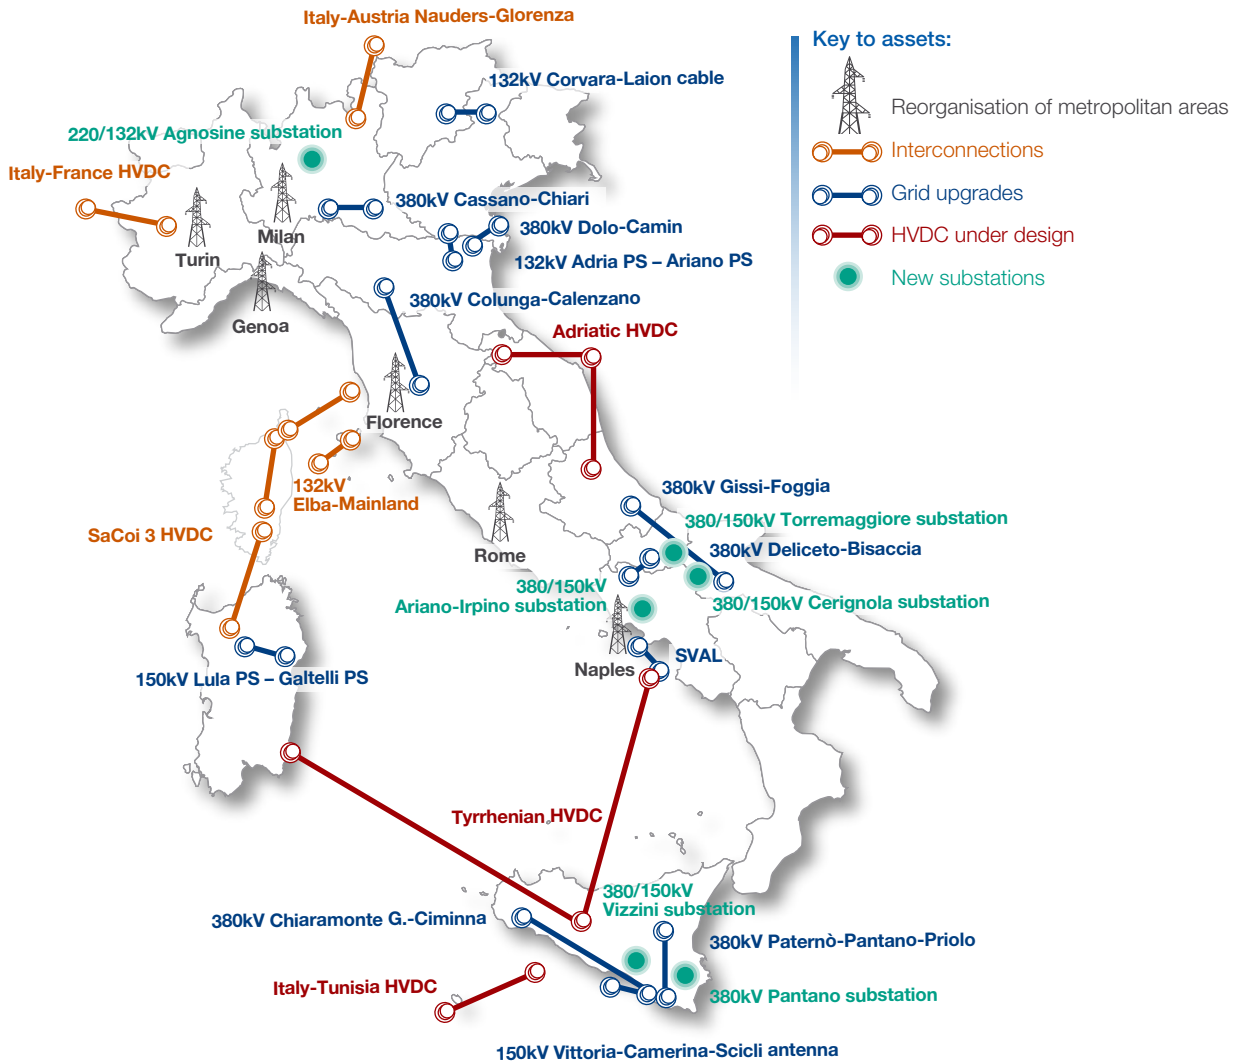 Italy-Austria Nauders-Glorenza
Key to assets:
132kV Corvara-Laion cable
Reorganisation of metropolitan areas
220/132kV Agnosine substation
Interconnections
Italy-France HVDC
Grid upgrades
380kV Cassano-Chiari
380kV Dolo-Camin
HVDC under design
Milan
Turin
132kV Adria PS – Ariano PS
New substations
380kV Colunga-Calenzano
Genoa
Adriatic HVDC
Florence
132kV
Elba-Mainland
380kV Gissi-Foggia
380/150kV Torremaggiore substation
SaCoi 3 HVDC
Rome
380kV Deliceto-Bisaccia
380/150kV
Ariano-Irpino substation
380/150kV Cerignola substation
SVAL
Naples
150kV Lula PS – Galtelli PS
Tyrrhenian HVDC
380/150kV
Vizzini substation
380kV Chiaramonte G.-Ciminna
380kV Paternò-Pantano-Priolo
Italy-Tunisia HVDC
380kV Pantano substation
150kV Vittoria-Camerina-Scicli antenna